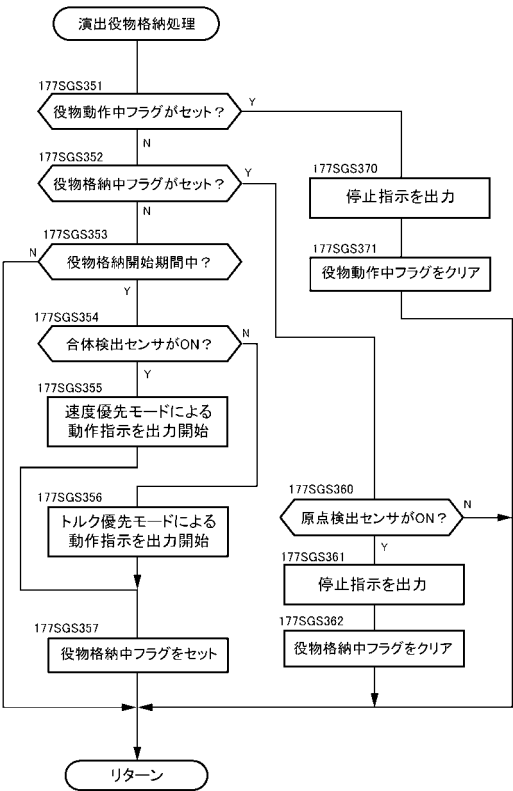 演出役物格納処理
177SGS351
役物動作中フラグがセット？
Y
N
177SGS352
役物格納中フラグがセット？
Y
N
177SGS370
停止指示を出力
177SGS353
N
役物格納開始期間中？
Y
177SGS371
役物動作中フラグをクリア
177SGS354
合体検出センサがON？
N
Y
177SGS355
速度優先モードによる
動作指示を出力開始
177SGS356
トルク優先モードによる
動作指示を出力開始
177SGS360
原点検出センサがON？
N
Y
177SGS361
停止指示を出力
177SGS357
役物格納中フラグをセット
177SGS362
役物格納中フラグをクリア
リターン